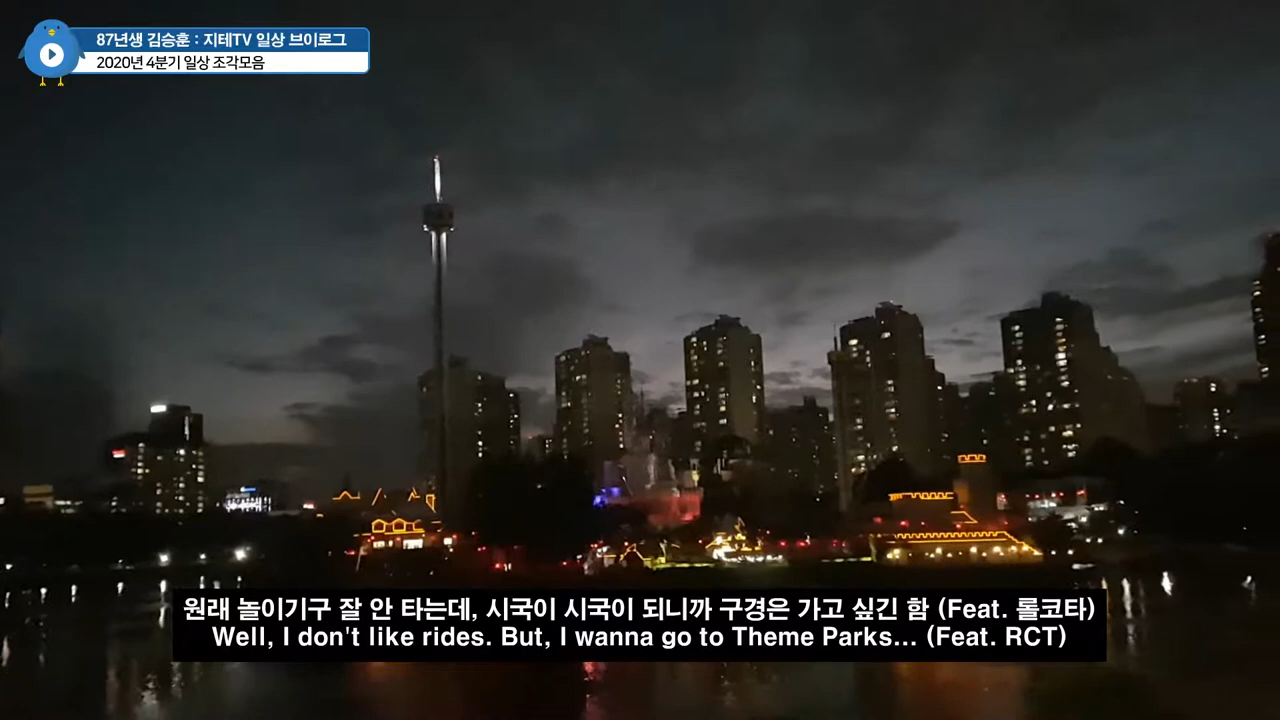 87년생 김승훈 : 지테TV 일상 브이로그
2020년 4분기 일상 조각모음
원래 놀이기구 잘 안 타는데, 시국이 시국이 되니까 구경은 가고 싶긴 함 (Feat. 롤코타)
Well, I don't like rides. But, I wanna go to Theme Parks... (Feat. RCT)